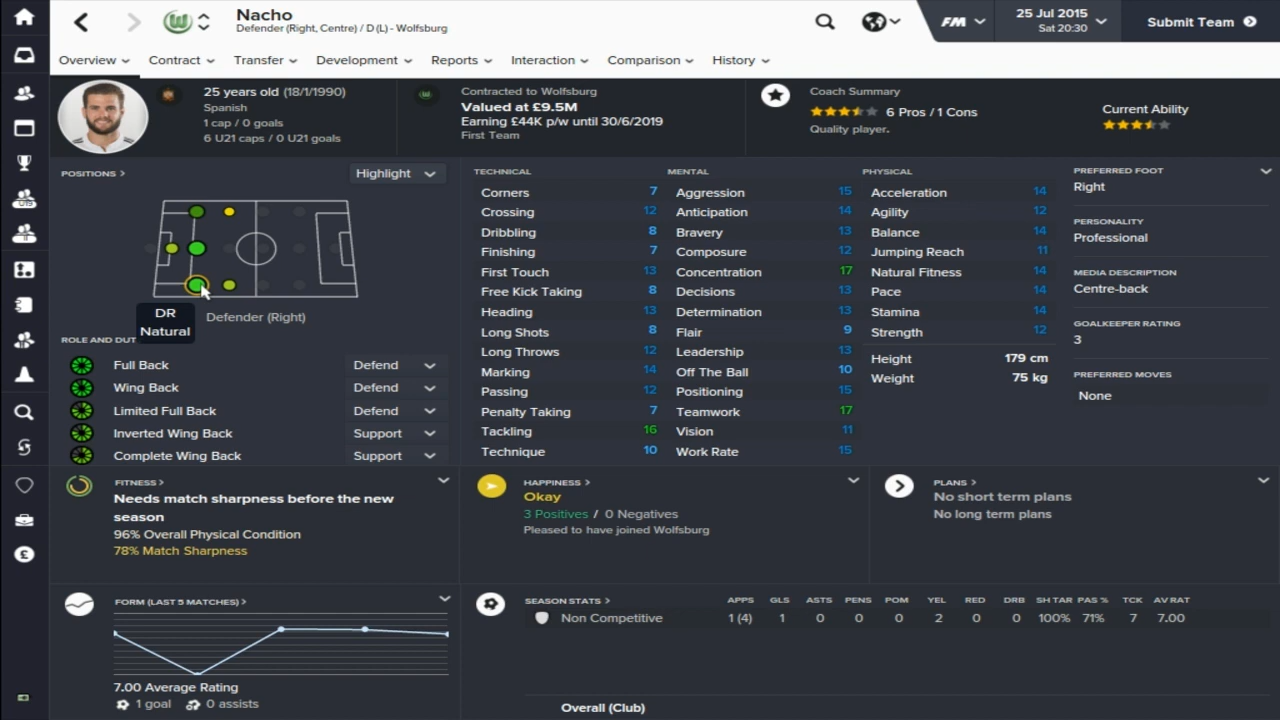 Nacho
Defender (Right, Centre) / D (L) - Wolfsburg
FM
25 Jul 2015
Sat 20:30
Submit Team
Overview
Contract
Transfer
Development
Reports
Interaction
Comparison
History
25 years old (18/1/1990)
Spanish
1 cap / 0 goals
6 U21 caps / 0 U21 goals
Contracted to Wolfsburg
Valued at £9.5M
Earning £44K p/w until 30/6/2019
First Team
Coach Summary
6 Pros / 1 Cons
Quality player.
Current Ability
POSITIONS >
Highlight
DR
Natural
Defender (Right)
ROLE AND DUT
Full Back Defend
Wing Back Defend
Limited Full Back Defend
Inverted Wing Back Support
Complete Wing Back Support
TECHNICAL
Corners 7
Crossing 12
Dribbling 8
Finishing 7
First Touch 13
Free Kick Taking 8
Heading 13
Long Shots 8
Long Throws 12
Marking 14
Passing 12
Penalty Taking 7
Tackling 16
Technique 10
MENTAL
Aggression 15
Anticipation 14
Bravery 13
Composure 12
Concentration 17
Decisions 13
Determination 13
Flair 9
Leadership 13
Off The Ball 10
Positioning 15
Teamwork 17
Vision 11
Work Rate 15
PHYSICAL
Acceleration 14
Agility 12
Balance 14
Jumping Reach 11
Natural Fitness 14
Pace 14
Stamina 14
Strength 12
Height 179 cm
Weight 75 kg
PREFERRED FOOT
Right
PERSONALITY
Professional
MEDIA DESCRIPTION
Centre-back
GOALKEEPER RATING
3
PREFERRED MOVES
None
FITNESS >
Needs match sharpness before the new
season
96% Overall Physical Condition
78% Match Sharpness
HAPPINESS >
Okay
3 Positives / 0 Negatives
Pleased to have joined Wolfsburg
PLANS >
No short term plans
No long term plans
FORM (LAST 5 MATCHES) >
7.00 Average Rating
1 goal 0 assists
SEASON STATS > APPS GLS ASTS PENS POM YEL RED DRB SH TAR PAS % TCK AV RAT
Non Competitive 1 (4) 1 0 0 0 2 0 0 100% 71% 7 7.00
Overall (Club)